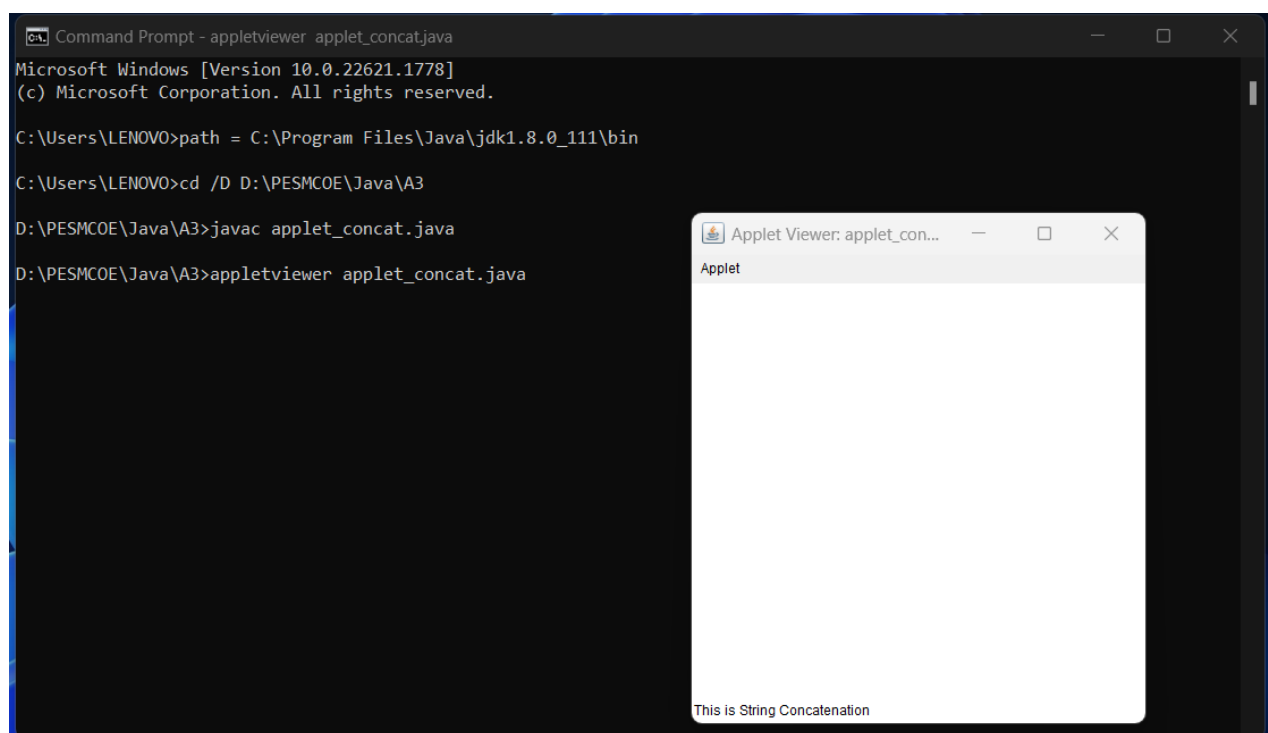 Command Prompt - appletviewer  applet_concat.java
Microsoft Windows [Version 10.0.22621.1778]
(c) Microsoft Corporation. All rights reserved.
C:\Users\LENOVO>path = C:\Program Files\Java\jdk1.8.0_111\bin
C:\Users\LENOVO>cd /D D:\PESMCOE\Java\A3
D:\PESMCOE\Java\A3>javac applet_concat.java
D:\PESMCOE\Java\A3>appletviewer applet_concat.java
Applet Viewer: applet_con...
Applet
This is String Concatenation